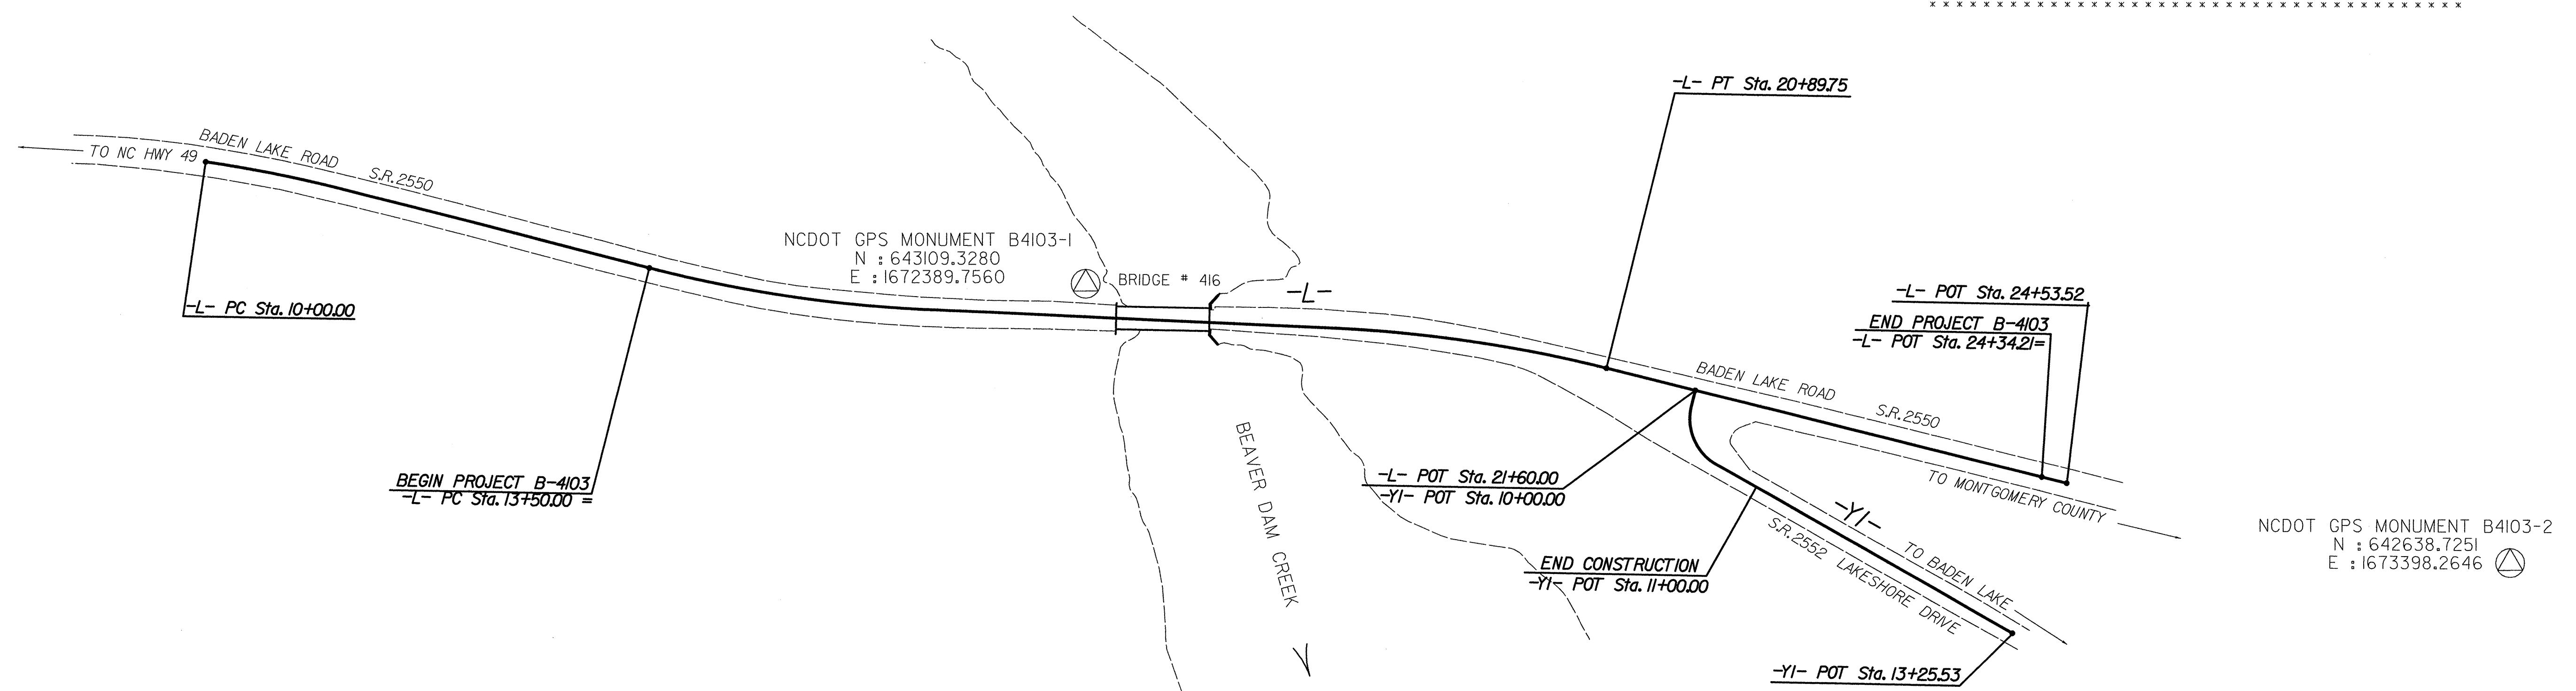 * * * * * * * * * * * * * * * * * * * * * * * * * * * * * * * * * * * * * * * *
-L- PT Sta. 20+89.75
BADEN LAKE ROAD S.R. 2550
TO NC HWY 49
-L- PC Sta. 10+00.00
NCDOT GPS MONUMENT B4103-1
N : 643109.3280
E : 1672389.7560
BRIDGE # 416
-L-
-L- POT Sta. 24+53.52
END PROJECT B-4103
-L- POT Sta. 24+34.21=
BADEN LAKE ROAD S.R. 2550
BEGIN PROJECT B-4103
-L- PC Sta. 13+50.00 =
BEAVER DAM CREEK
-L- POT Sta. 21+60.00
-Y1- POT Sta. 10+00.00
TO MONTGOMERY COUNTY
-Y1-
NCDOT GPS MONUMENT B4103-2
N : 642638.7251
E : 1673398.2646
END CONSTRUCTION
-Y1- POT Sta. 11+00.00
S.R. 2552 LAKESHORE DRIVE
TO BADEN LAKE
-Y1- POT Sta. 13+25.53